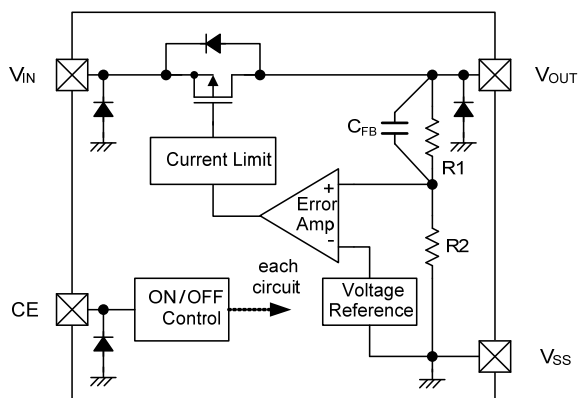 VIN
VOUT
CFB
R1
Current Limit
+
Error
Amp
-
R2
each
circuit
CE
ON/OFF
Control
Voltage
Reference
VSS